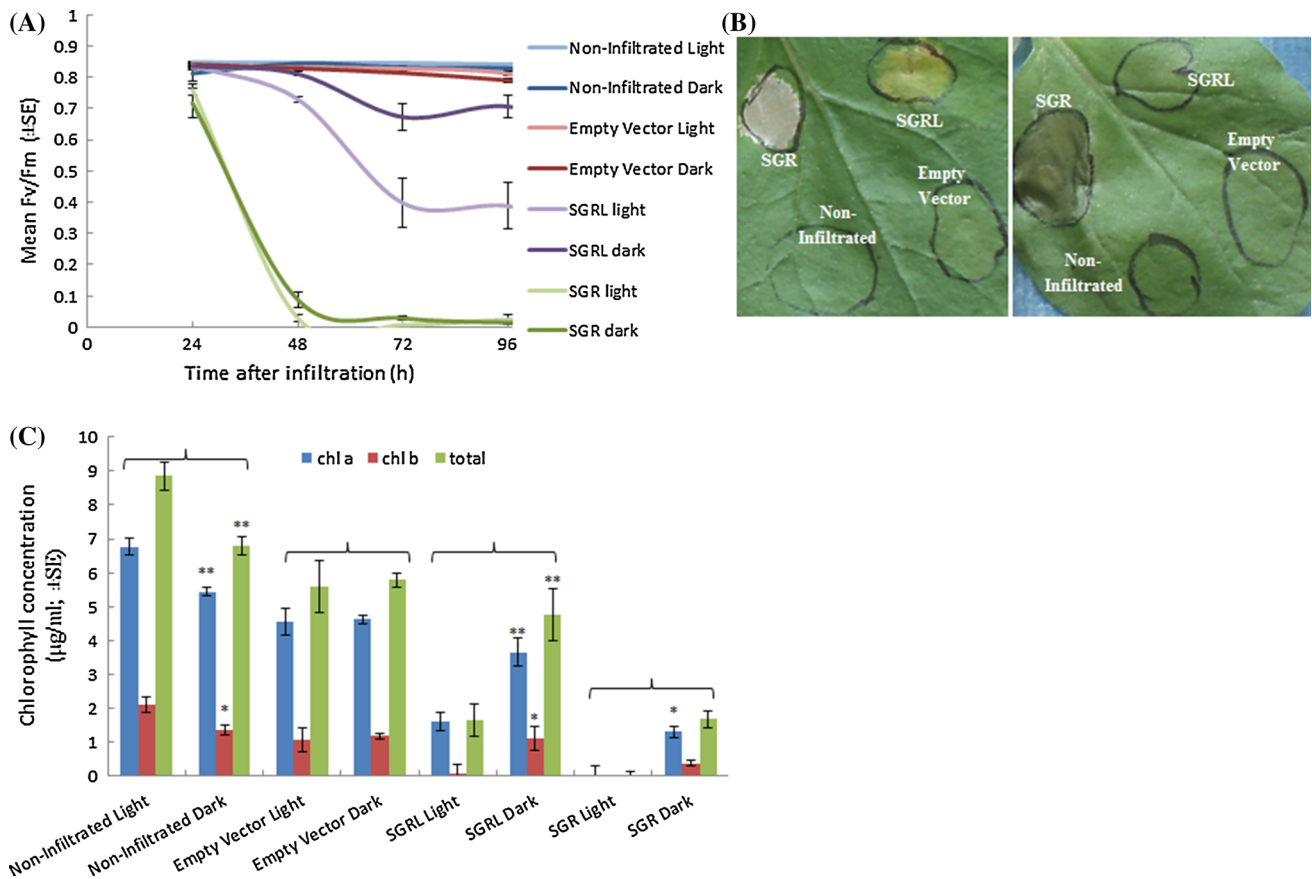 (A)
1
0.9
0.8
0.7
0.6
0.5
0.4
0.3
0.2
0.1
0
Mean Fv/Fm (±SE)
0 24 48 72 96
Time after infiltration (h)
Non-Infiltrated Light
Non-Infiltrated Dark
Empty Vector Light
Empty Vector Dark
SGRL light
SGRL dark
SGR light
SGR dark
(B)
SGR
SGRL
Empty
Vector
Non-
Infiltrated
SGR
SGRL
Empty
Vector
Non-
Infiltrated
(C)
10
9
8
7
6
5
4
3
2
1
0
Chlorophyll concentration
(µg/ml; ±SE)
chl a chl b total
**
*
**
**
*
**
*
Non-Infiltrated Light
Non-Infiltrated Dark
Empty Vector Light
Empty Vector Dark
SGRL Light
SGRL Dark
SGR Light
SGR Dark